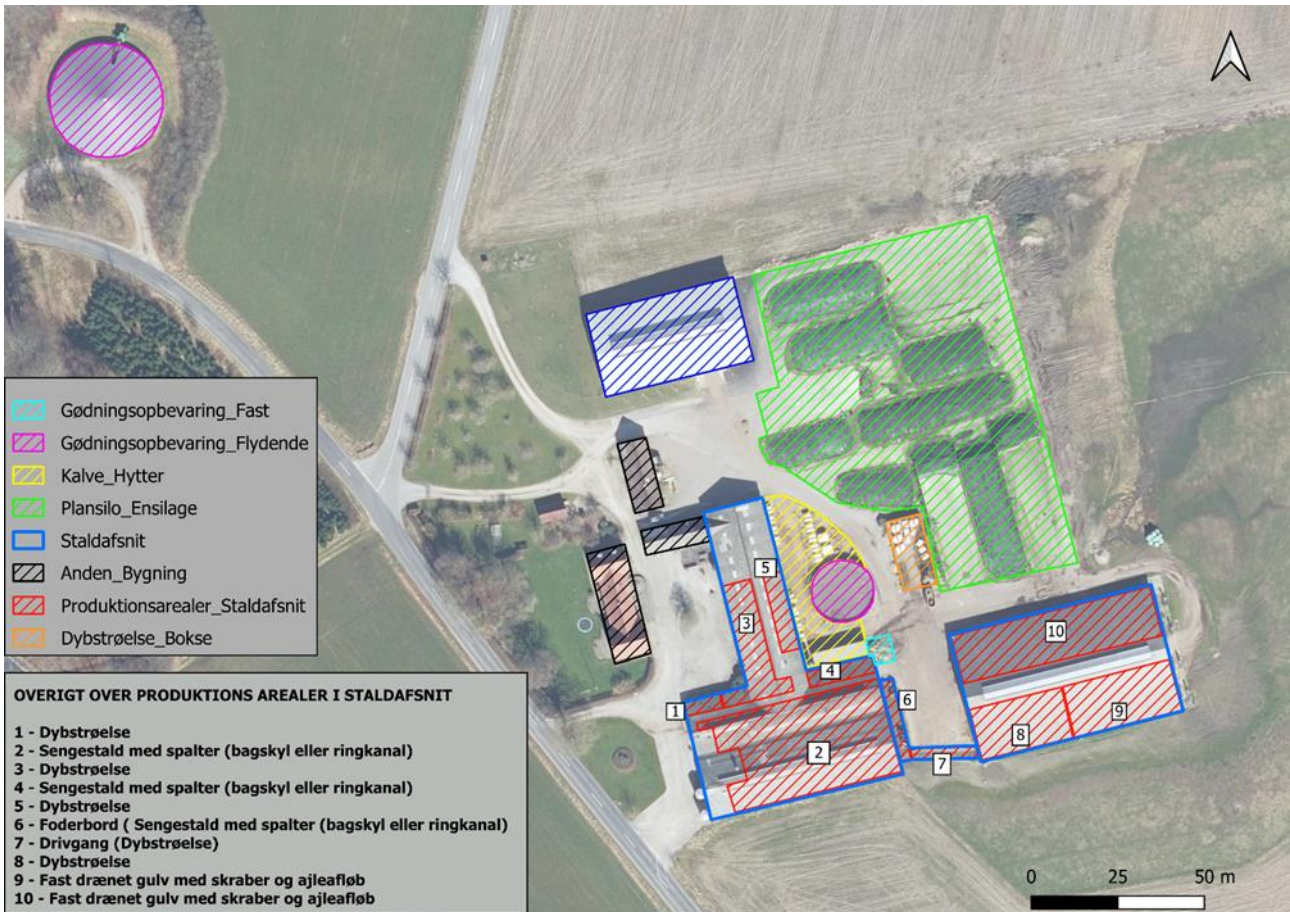 Gødningsopbevaring_Fast
Gødningsopbevaring_Flydende
Kalve_Hytter
Plansilo_Ensilage
Staldafsnit
Anden_Bygning
Produktionsarealer_Staldafsnit
Dybstrøelse_Bokse
OVERIGT OVER PRODUKTIONS AREALER I STALDAFSNIT
1 - Dybstrøelse
2 - Sengestald med spalter (bagskyl eller ringkanal)
3 - Dybstrøelse
4 - Sengestald med spalter (bagskyl eller ringkanal)
5 - Dybstrøelse
6 - Foderbord ( Sengestald med spalter (bagskyl eller ringkanal)
7 - Drivgang (Dybstrøelse)
8 - Dybstrøelse
9 - Fast drænet gulv med skraber og ajleafløb
10 - Fast drænet gulv med skraber og ajleafløb
5
3
10
4
1
6
9
8
2
7
0 25 50 m